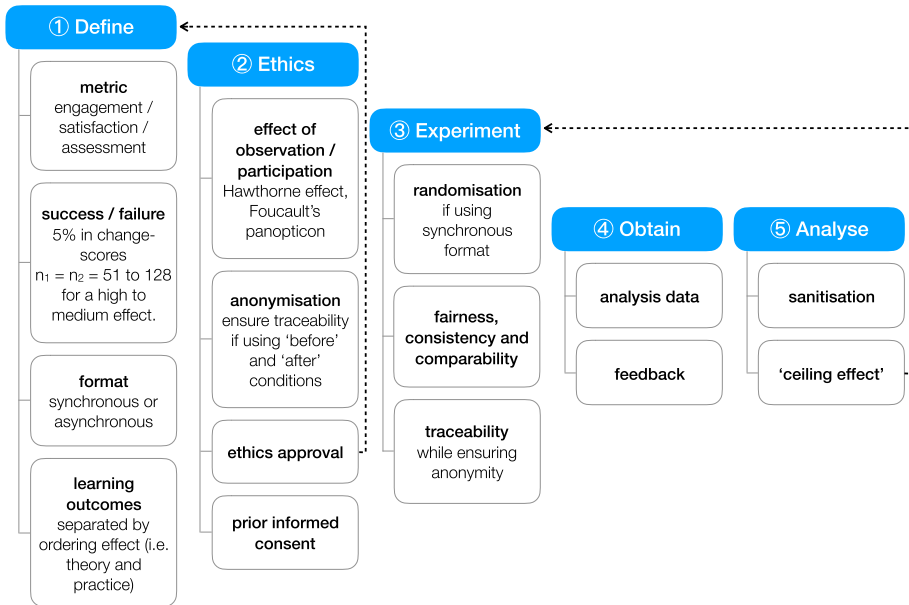 ① Define
metric
engagement /
satisfaction /
assessment
success / failure
5% in change-
scores
n₁ = n₂ = 51 to 128
for a high to
medium effect.
format
synchronous or
asynchronous
learning
outcomes
separated by
ordering effect (i.e.
theory and
practice)
② Ethics
effect of
observation /
participation
Hawthorne effect,
Foucault’s
panopticon
anonymisation
ensure traceability
if using ‘before’
and ‘after’
conditions
ethics approval
prior informed
consent
③ Experiment
randomisation
if using
synchronous
format
fairness,
consistency and
comparability
traceability
while ensuring
anonymity
④ Obtain
analysis data
feedback
⑤ Analyse
sanitisation
‘ceiling effect’